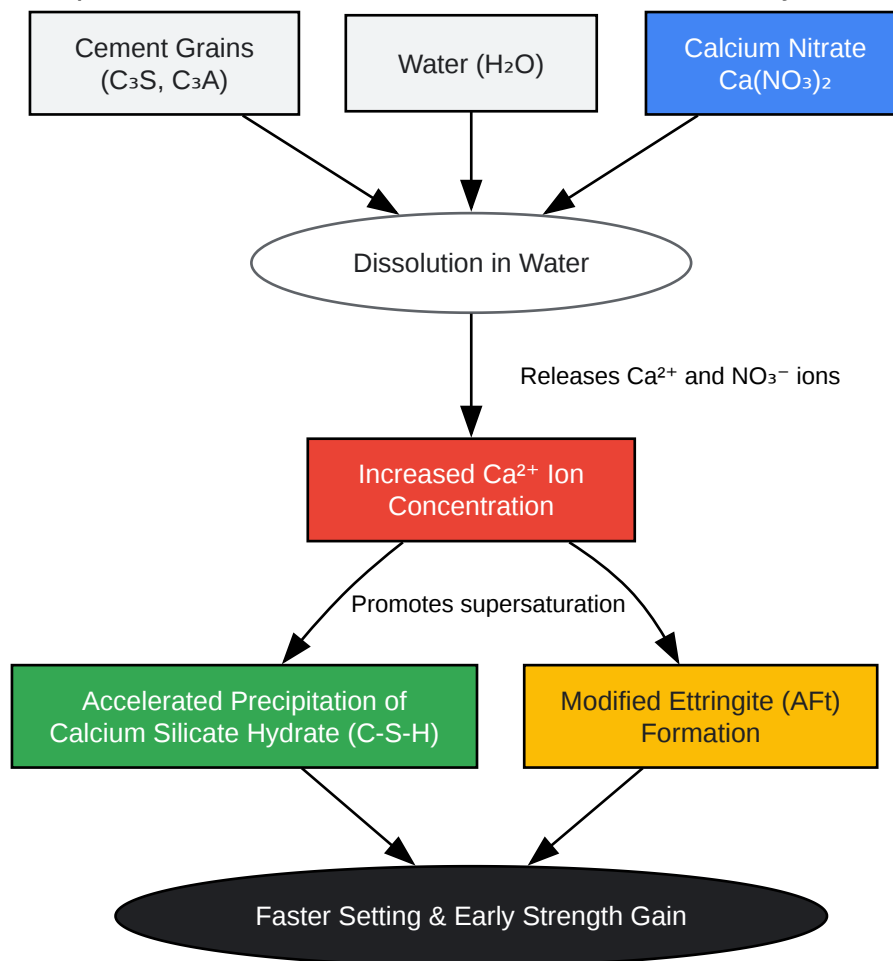 Cement Grains
(C₃S, C₃A)
Water (H₂O)
Calcium Nitrate
Ca(NO₃)₂
Dissolution in Water
Releases Ca²⁺ and NO₃⁻ ions
Increased Ca²⁺ Ion
Concentration
Promotes supersaturation
Accelerated Precipitation of
Calcium Silicate Hydrate (C-S-H)
Modified Ettringite (AFt)
Formation
Faster Setting & Early Strength Gain